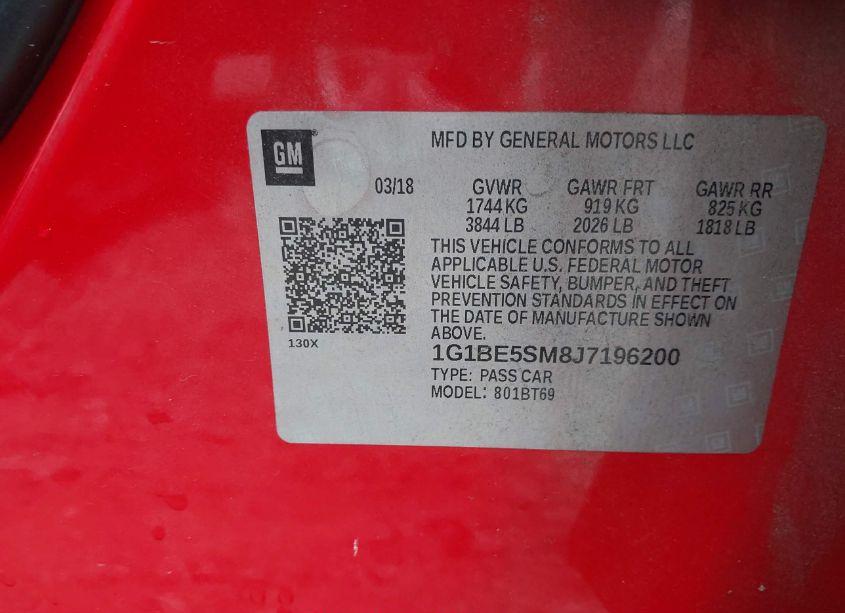 GM
MFD BY GENERAL MOTORS LLC
03/18 GVWR GAWR FRT GAWR RR
1744 KG 919 KG 825 KG
3844 LB 2026 LB 1818 LB
THIS VEHICLE CONFORMS TO ALL
APPLICABLE U.S. FEDERAL MOTOR
VEHICLE SAFETY, BUMPER, AND THEFT
PREVENTION STANDARDS IN EFFECT ON
THE DATE OF MANUFACTURE SHOWN
ABOVE.
130X
1G1BE5SM8J7196200
TYPE: PASS CAR
MODEL: 801BT69